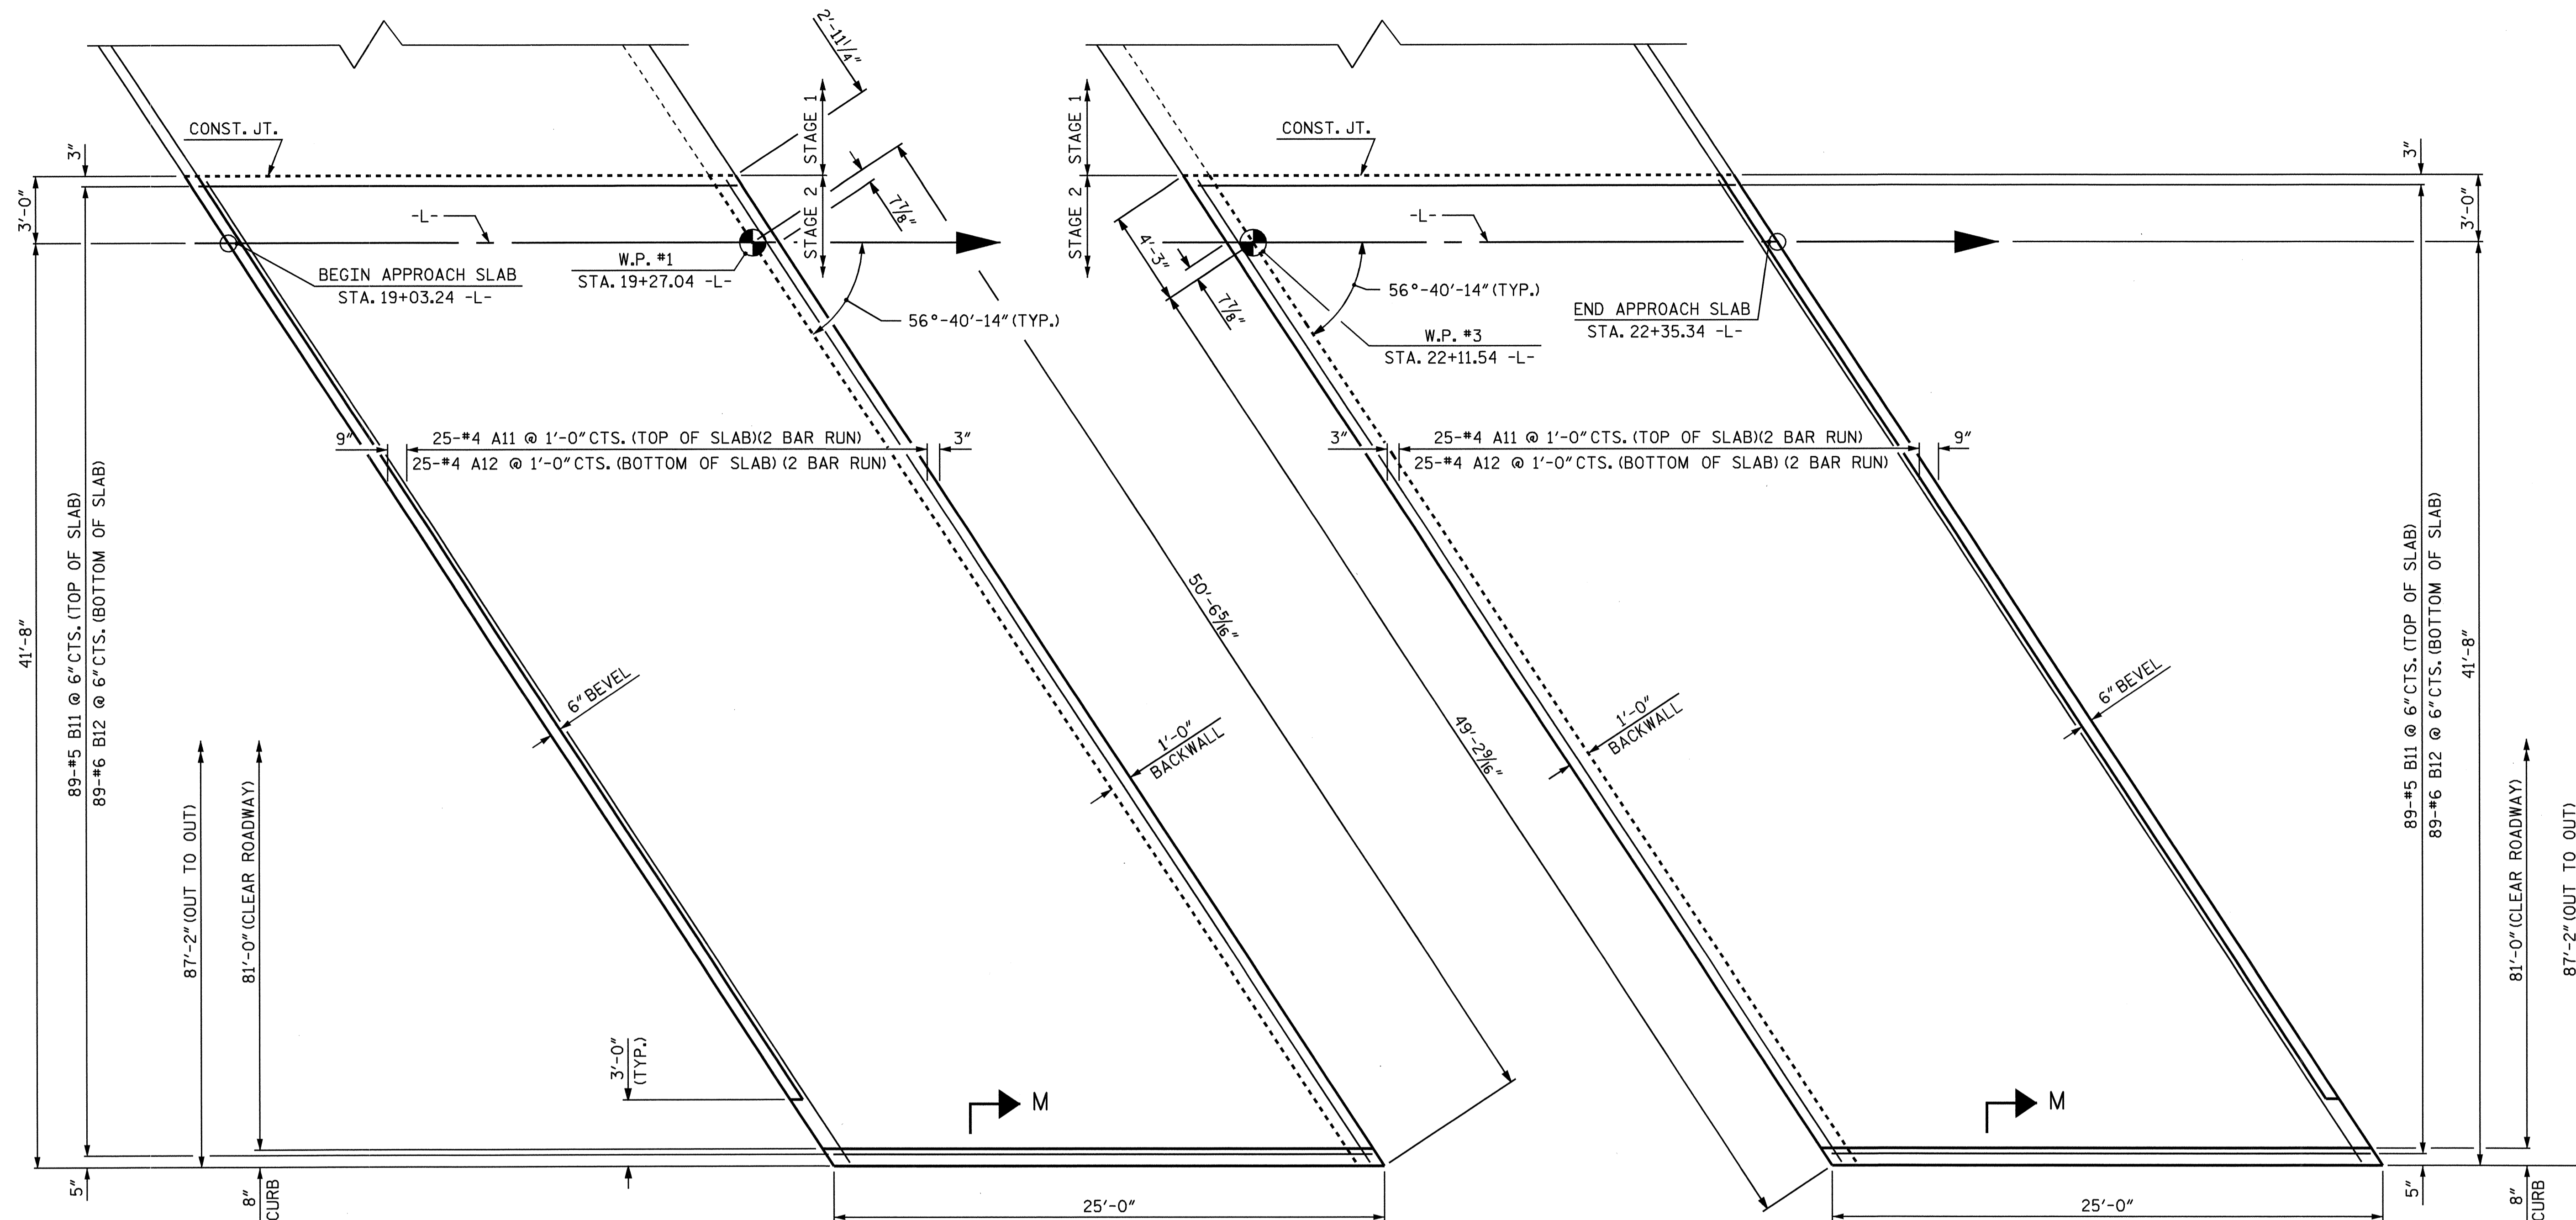 2'-11 1/4"
CONST. JT.
3"
3'-0"
STAGE 1
STAGE 2
7 7/8"
-L-
BEGIN APPROACH SLAB
STA. 19+03.24 -L-
W.P. #1
STA. 19+27.04 -L-
56°-40'-14" (TYP.)
9"
25-#4 A11 @ 1'-0" CTS. (TOP OF SLAB)(2 BAR RUN)
25-#4 A12 @ 1'-0" CTS. (BOTTOM OF SLAB) (2 BAR RUN)
3"
89-#5 B11 @ 6" CTS. (TOP OF SLAB)
89-#6 B12 @ 6" CTS. (BOTTOM OF SLAB)
41'-8"
50'-6 5/16"
6" BEVEL
1'-0"
BACKWALL
87'-2" (OUT TO OUT)
81'-0" (CLEAR ROADWAY)
3'-0"
(TYP.)
M
5"
8"
CURB
25'-0"
STAGE 1
STAGE 2
CONST. JT.
3"
3'-0"
-L-
4'-3"
7 7/8"
56°-40'-14" (TYP.)
W.P. #3
STA. 22+11.54 -L-
END APPROACH SLAB
STA. 22+35.34 -L-
3"
25-#4 A11 @ 1'-0" CTS. (TOP OF SLAB)(2 BAR RUN)
25-#4 A12 @ 1'-0" CTS. (BOTTOM OF SLAB) (2 BAR RUN)
9"
49'-2 9/16"
1'-0"
BACKWALL
6" BEVEL
89-#5 B11 @ 6" CTS. (TOP OF SLAB)
89-#6 B12 @ 6" CTS. (BOTTOM OF SLAB)
41'-8"
81'-0" (CLEAR ROADWAY)
87'-2" (OUT TO OUT)
M
25'-0"
5"
8"
CURB